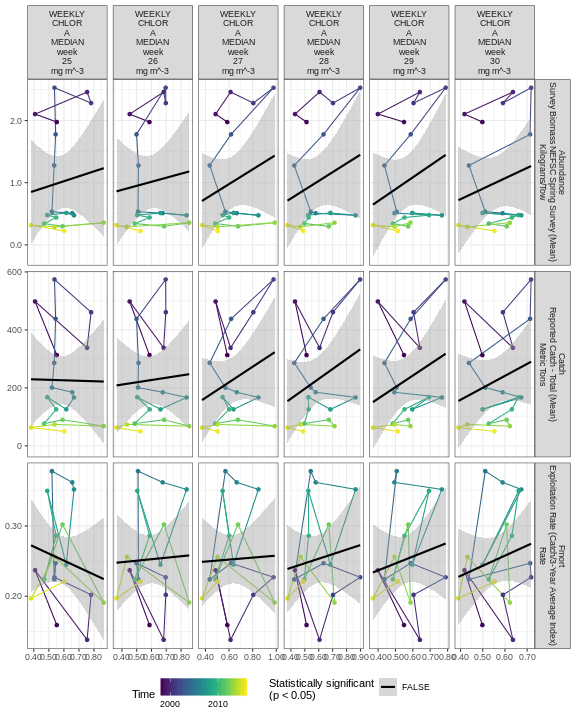 WEEKLY
CHLOR
A
MEDIAN
week
25
mg m^-3
WEEKLY
CHLOR
A
MEDIAN
week
26
mg m^-3
WEEKLY
CHLOR
A
MEDIAN
week
27
mg m^-3
WEEKLY
CHLOR
A
MEDIAN
week
28
mg m^-3
WEEKLY
CHLOR
A
MEDIAN
week
29
mg m^-3
WEEKLY
CHLOR
A
MEDIAN
week
30
mg m^-3
2.0
1.0
0.0
Abundance
Survey Biomass NEFSC Spring Survey (Mean)
Kilograms/Tow
600
400
200
0
Catch
Reported Catch - Total (Mean)
Metric Tons
0.30
0.20
Fmort
Exploitation Rate (Catch/3-Year Average Index)
Rate
0.40 0.50 0.60 0.70 0.80
0.40 0.50 0.60 0.70 0.80
0.40 0.60 0.80 1.00
0.40 0.50 0.60 0.70 0.80 0.90
0.40 0.50 0.60 0.70 0.80
0.40 0.50 0.60 0.70
Time
2000 2010
Statistically significant
(p < 0.05)
FALSE